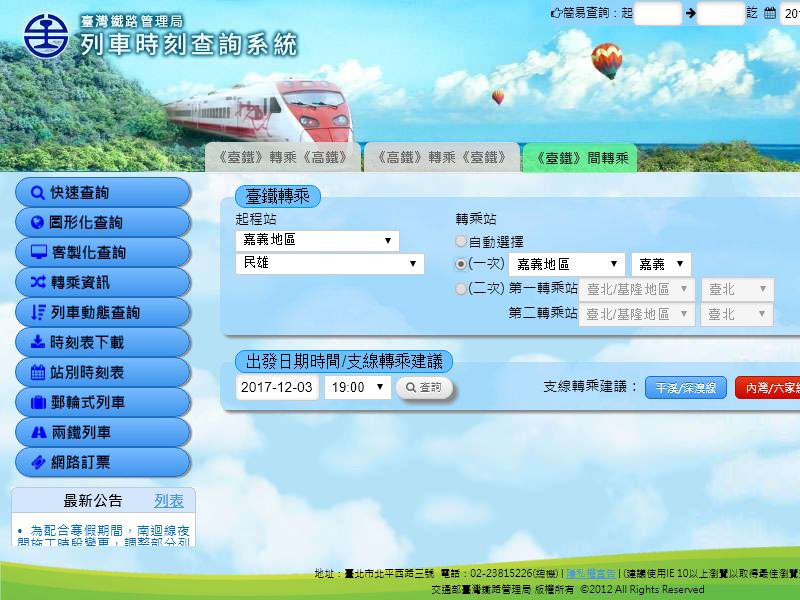 臺灣鐵路管理局
列車時刻查詢系統
簡易查詢：起
訖
201
《臺鐵》轉乘《高鐵》
《高鐵》轉乘《臺鐵》
《臺鐵》間轉乘
快速查詢
圖形化查詢
客製化查詢
轉乘資訊
列車動態查詢
時刻表下載
站別時刻表
郵輪式列車
兩鐵列車
網路訂票
最新公告 列表
• 為配合寒假期間，南迴線夜
間施工時段變更，調整部分列
臺鐵轉乘
起程站
嘉義地區
民雄
轉乘站
自動選擇
(一次) 嘉義地區 嘉義
(二次) 第一轉乘站 臺北/基隆地區 臺北
第二轉乘站 臺北/基隆地區 臺北
出發日期時間/支線轉乘建議
2017-12-03 19:00 查詢
支線轉乘建議： 平溪/深澳線 內灣/六家線
地址：臺北市北平西路三號 電話：02-23815226(總機) | 隱私權宣告 | (建議使用IE 10以上瀏覽以取得最佳瀏覽
交通部臺灣鐵路管理局 版權所有 ©2012 All Rights Reserved